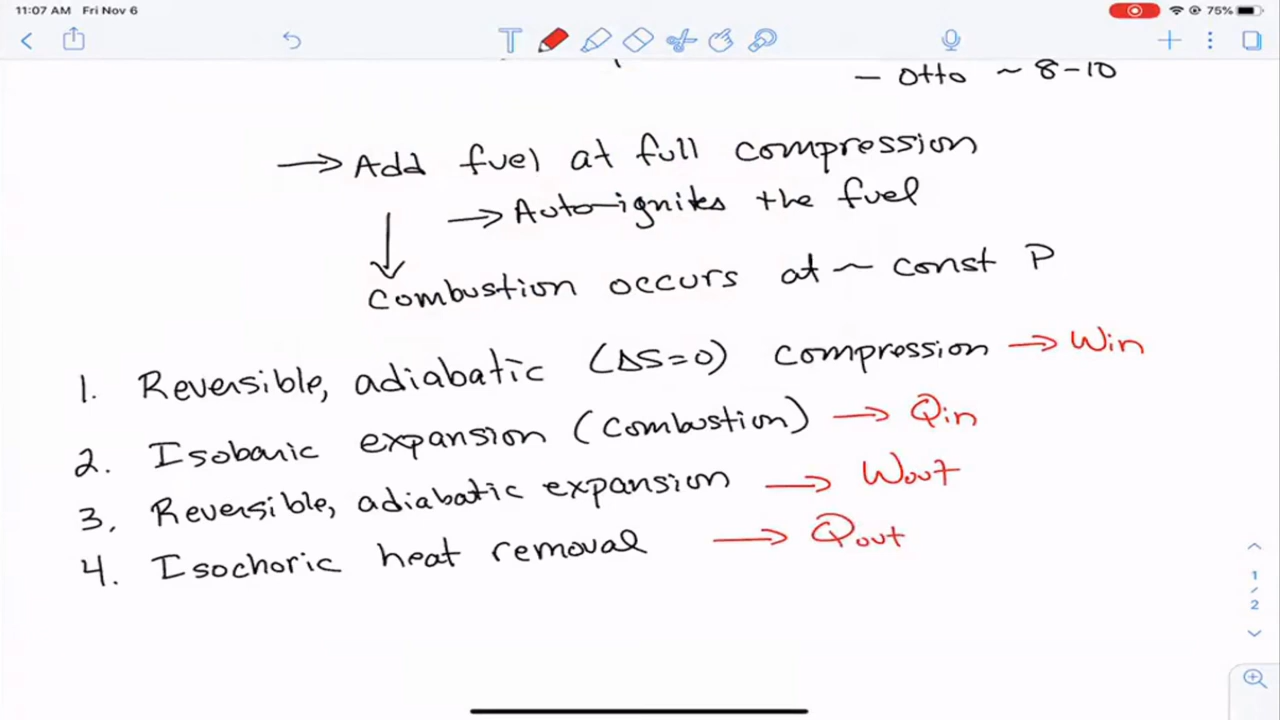 11:07 AM Fri Nov 6
75%
T
– Otto ~ 8–10
→ Add fuel at full compression
→ Auto-ignites the fuel
↓
Combustion occurs at ~ const P
1. Reversible, adiabatic (ΔS=0) compression → Win
2. Isobaric expansion (Combustion) → Qin
3. Reversible, adiabatic expansion → Wout
4. Isochoric heat removal → Qout
1
/
2